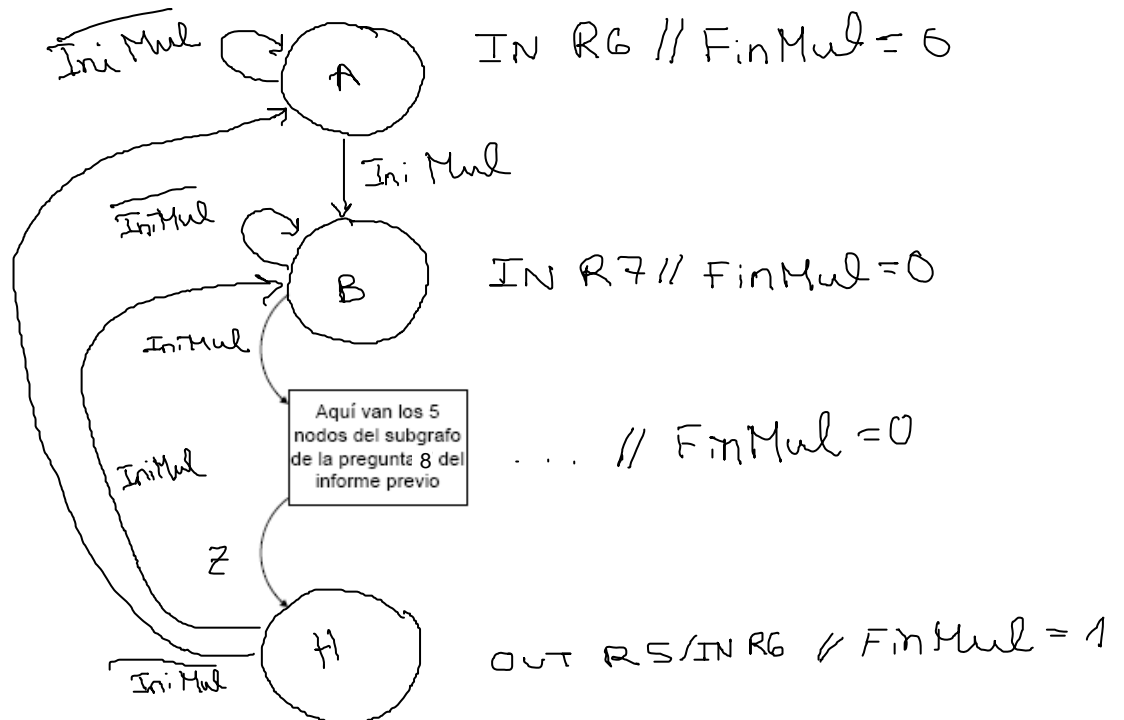 IniMul
A
IN R6 // FinMul = 0
IniMul
IniMul
B
IN R7 // FinMul = 0
IniMul
Aquí van los 5
nodos del subgrafo
de la pregunta 8 del
informe previo
... // FinMul = 0
IniMul
Z
H
OUT R5/IN R6 // FinMul = 1
IniMul